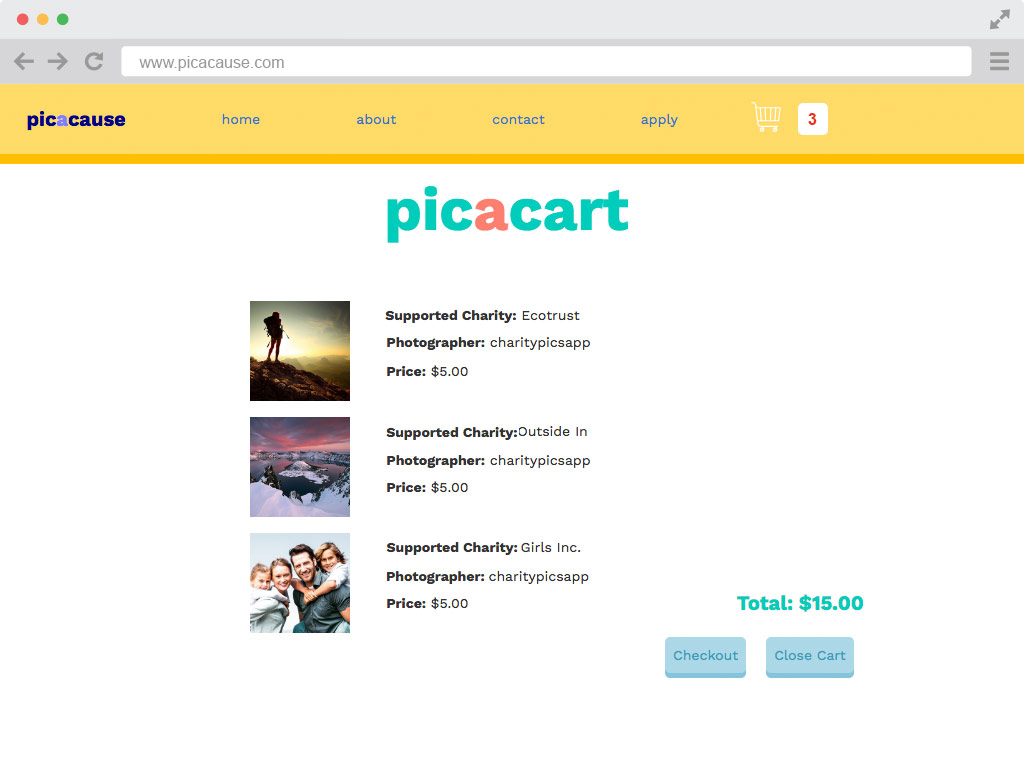 www.picacause.com
picacause home about contact apply 3
picacart
Supported Charity: Ecotrust
Photographer: charitypicsapp
Price: $5.00
Supported Charity:Outside In
Photographer: charitypicsapp
Price: $5.00
Supported Charity: Girls Inc.
Photographer: charitypicsapp
Price: $5.00
Total: $15.00
Checkout Close Cart